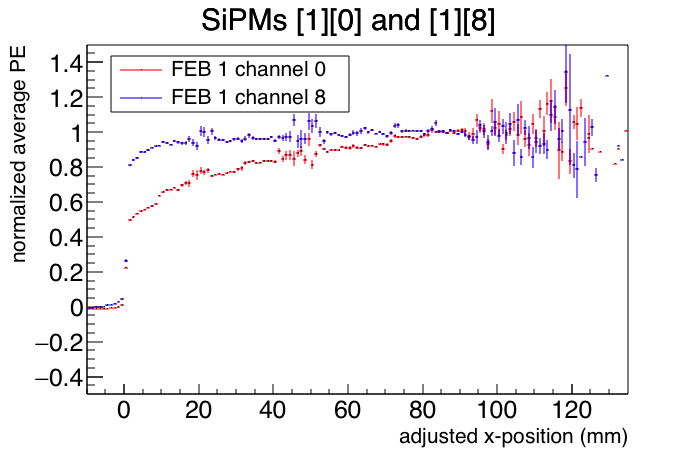 SiPMs [1][0] and [1][8]
normalized average PE
FEB 1 channel 0
FEB 1 channel 8
1.4
1.2
1
0.8
0.6
0.4
0.2
0
−0.2
−0.4
0 20 40 60 80 100 120
adjusted x-position (mm)